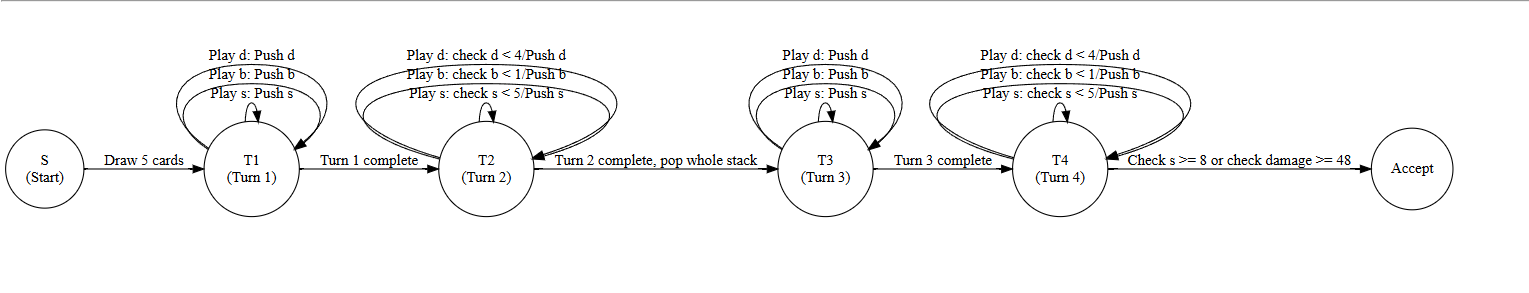 Play d: Push d
Play b: Push b
Play s: Push s
Play d: check d < 4/Push d
Play b: check b < 1/Push b
Play s: check s < 5/Push s
Play d: Push d
Play b: Push b
Play s: Push s
Play d: check d < 4/Push d
Play b: check b < 1/Push b
Play s: check s < 5/Push s
S
(Start)
Draw 5 cards
T1
(Turn 1)
Turn 1 complete
T2
(Turn 2)
Turn 2 complete, pop whole stack
T3
(Turn 3)
Turn 3 complete
T4
(Turn 4)
Check s >= 8 or check damage >= 48
Accept